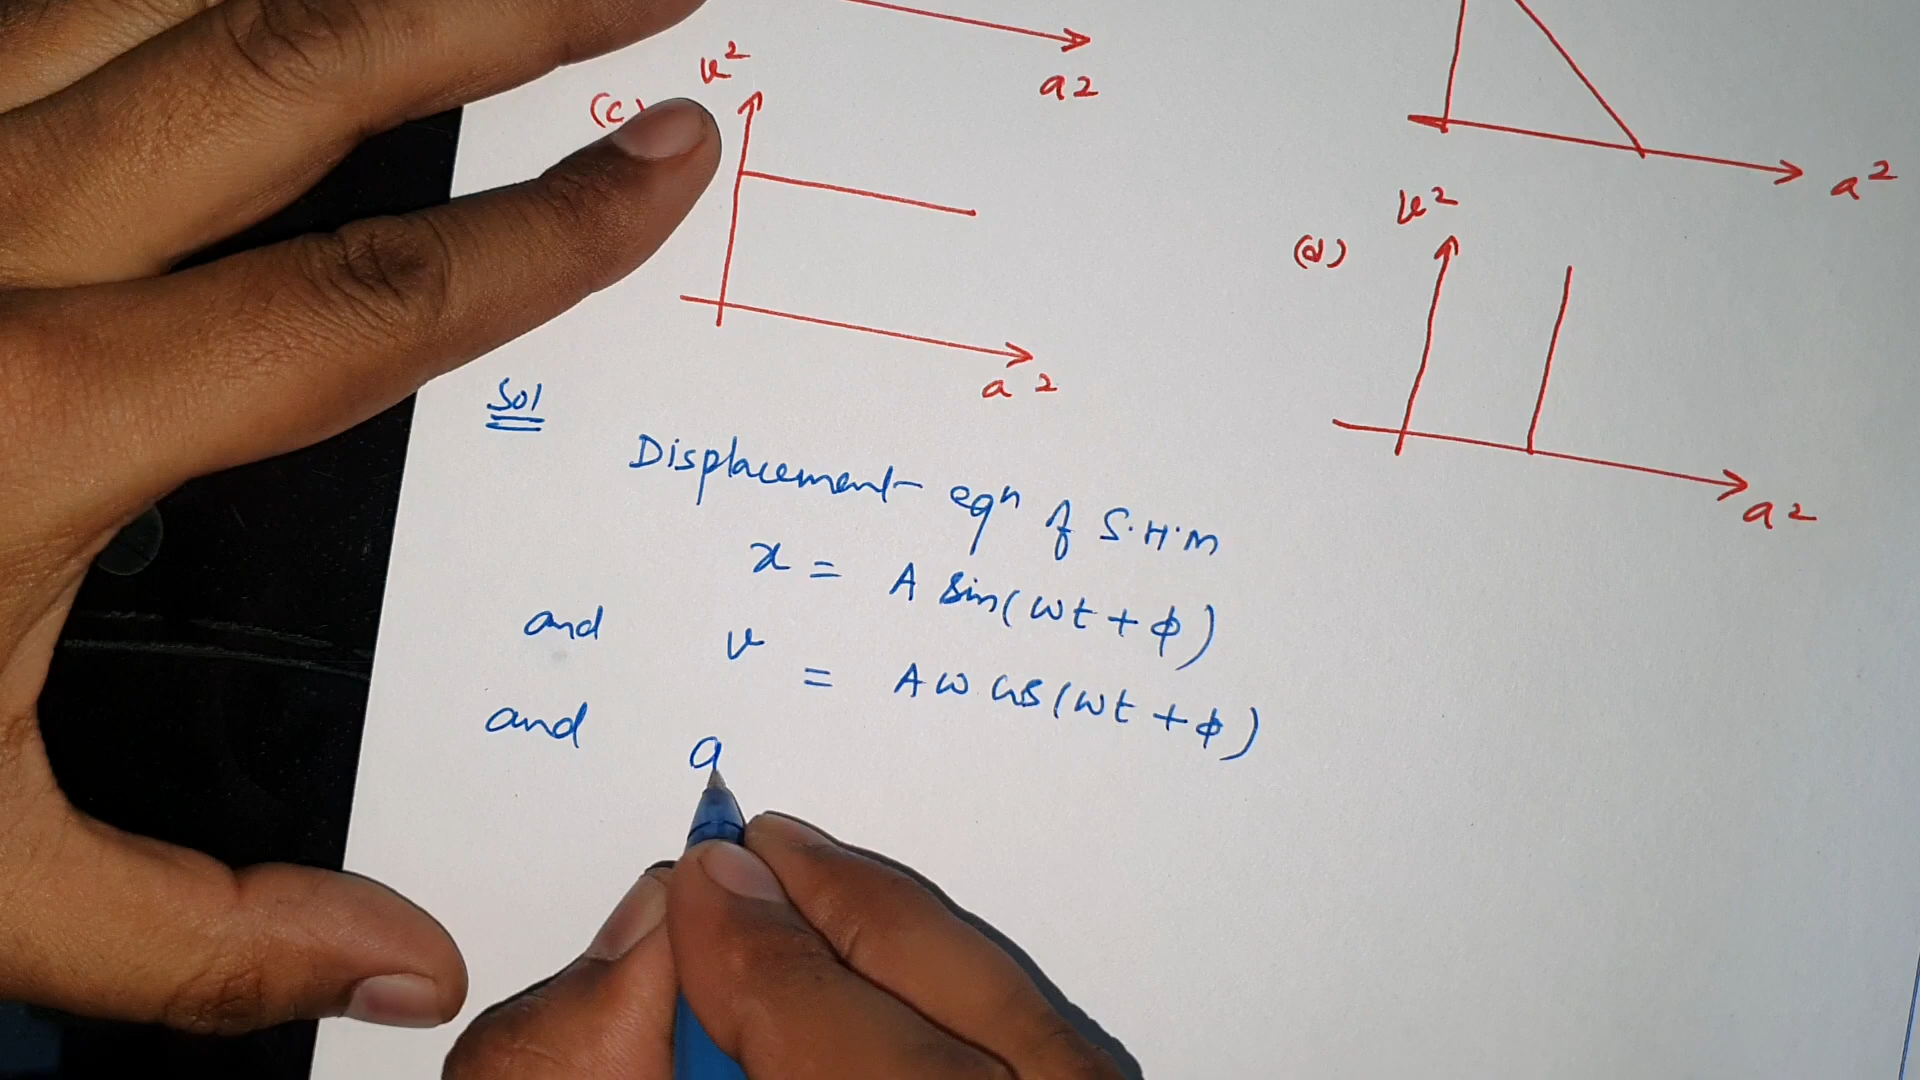 a2
a2
(c)
v2
a2
(d)
v2
a2
Sol
Displacement eqn of S.H.M
x = A sin(ωt + φ)
and v = Aω cos(ωt + φ)
and a